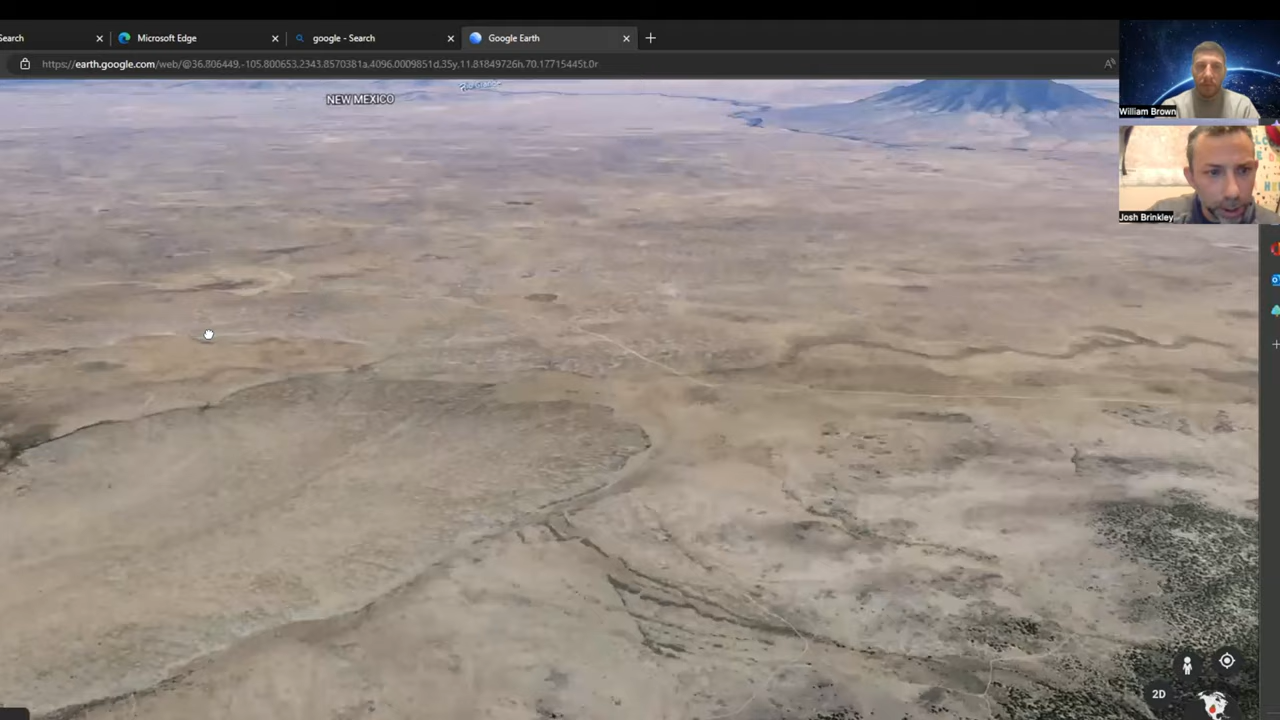 Search
Microsoft Edge
google - Search
Google Earth
https://earth.google.com/web/@36.806449,-105.800653,2343.8570381a,4096.0009851d,35y,11.81849726h,70.17715445t,0r
NEW MEXICO
William Brown
Josh Brinkley
2D